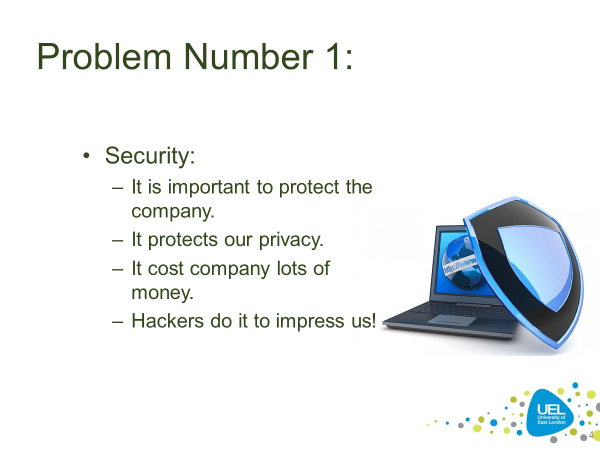 Problem Number 1:
• Security:
– It is important to protect the
company.
– It protects our privacy.
– It cost company lots of
money.
– Hackers do it to impress us!
http://www
UEL
University of
East London
4